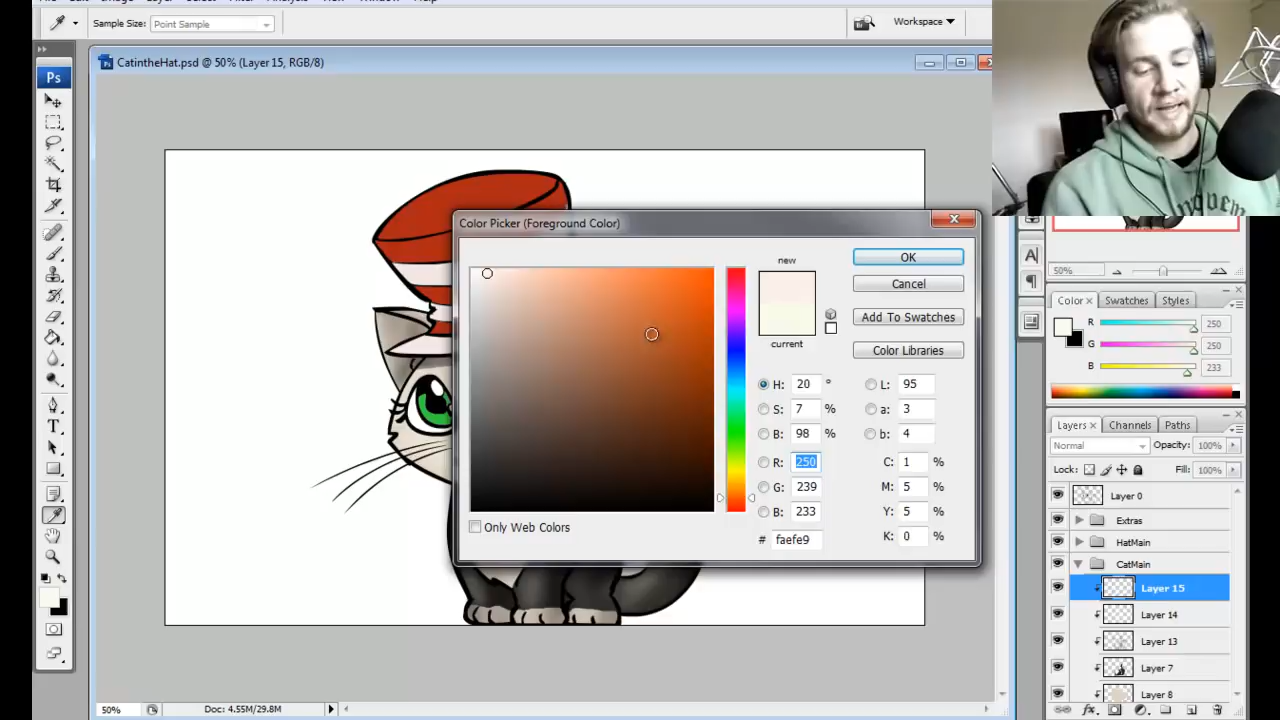 Sample Size: Point Sample
Workspace
Ps
CatintheHat.psd @ 50% (Layer 15, RGB/8)
Color Picker (Foreground Color)
new
current
OK
Cancel
Add To Swatches
Color Libraries
H: 20 °
S: 7 %
B: 98 %
R: 250
G: 239
B: 233
# faefe9
L: 95
a: 3
b: 4
C: 1 %
M: 5 %
Y: 5 %
K: 0 %
Only Web Colors
50%
Color × Swatches Styles
R 250
G 250
B 233
Layers × Channels Paths
Normal Opacity: 100%
Lock: Fill: 100%
Layer 0
Extras
HatMain
CatMain
Layer 15
Layer 14
Layer 13
Layer 7
Layer 8
50% Doc: 4.55M/29.8M